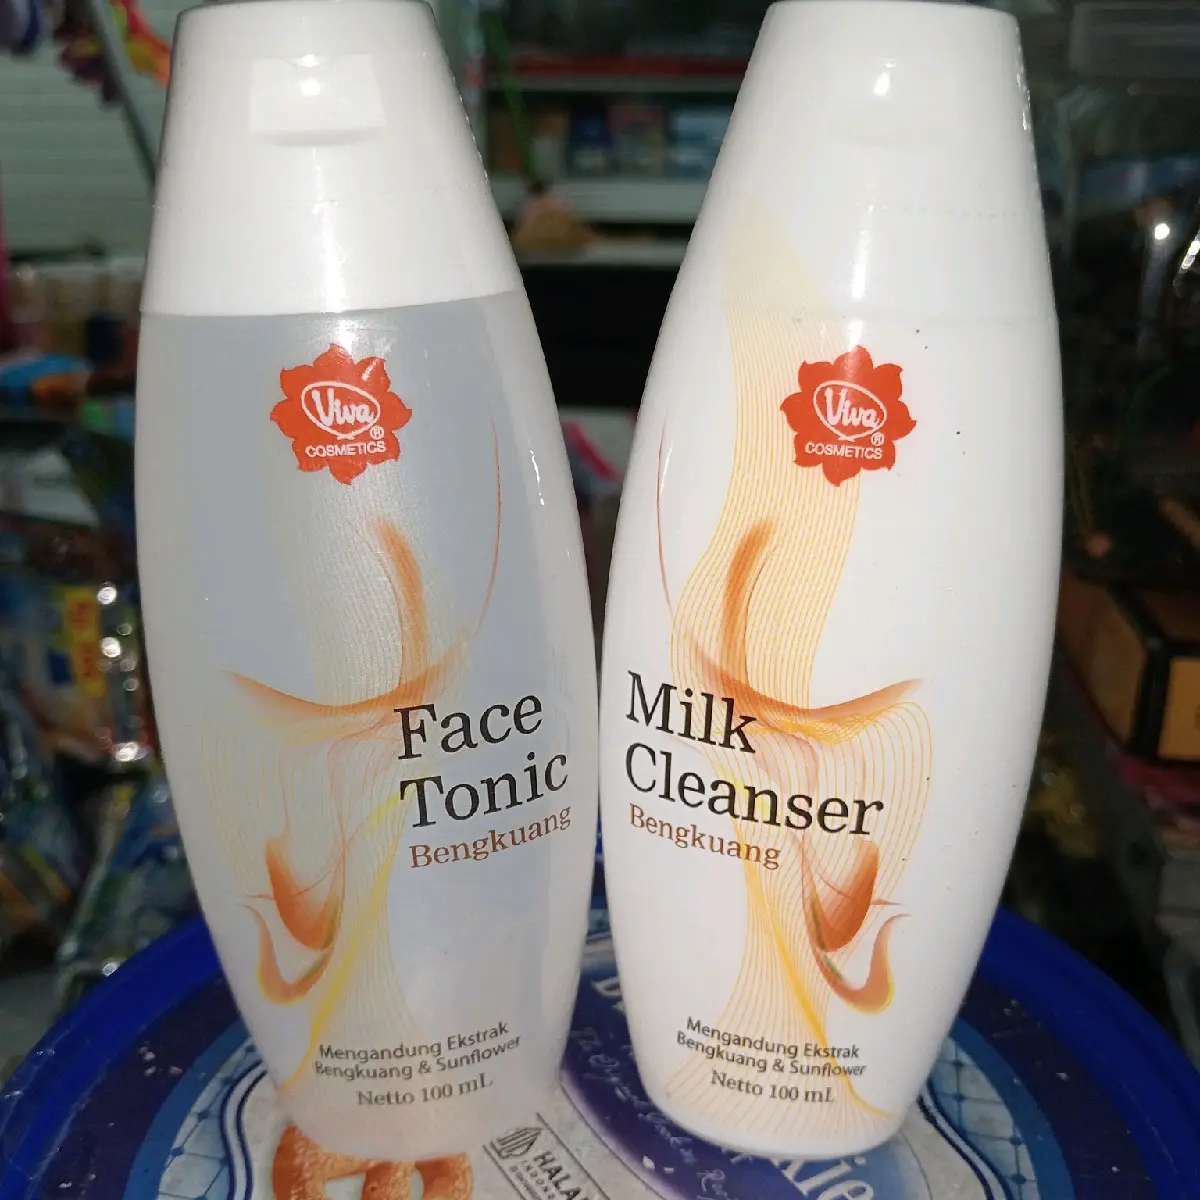 Viva®
COSMETICS
Face
Tonic
Bengkuang
Mengandung Ekstrak
Bengkuang & Sunflower
Netto 100 mL
Viva®
COSMETICS
Milk
Cleanser
Bengkuang
Mengandung Ekstrak
Bengkuang & Sunflower
Netto 100 mL
HALAL
INDONESIA